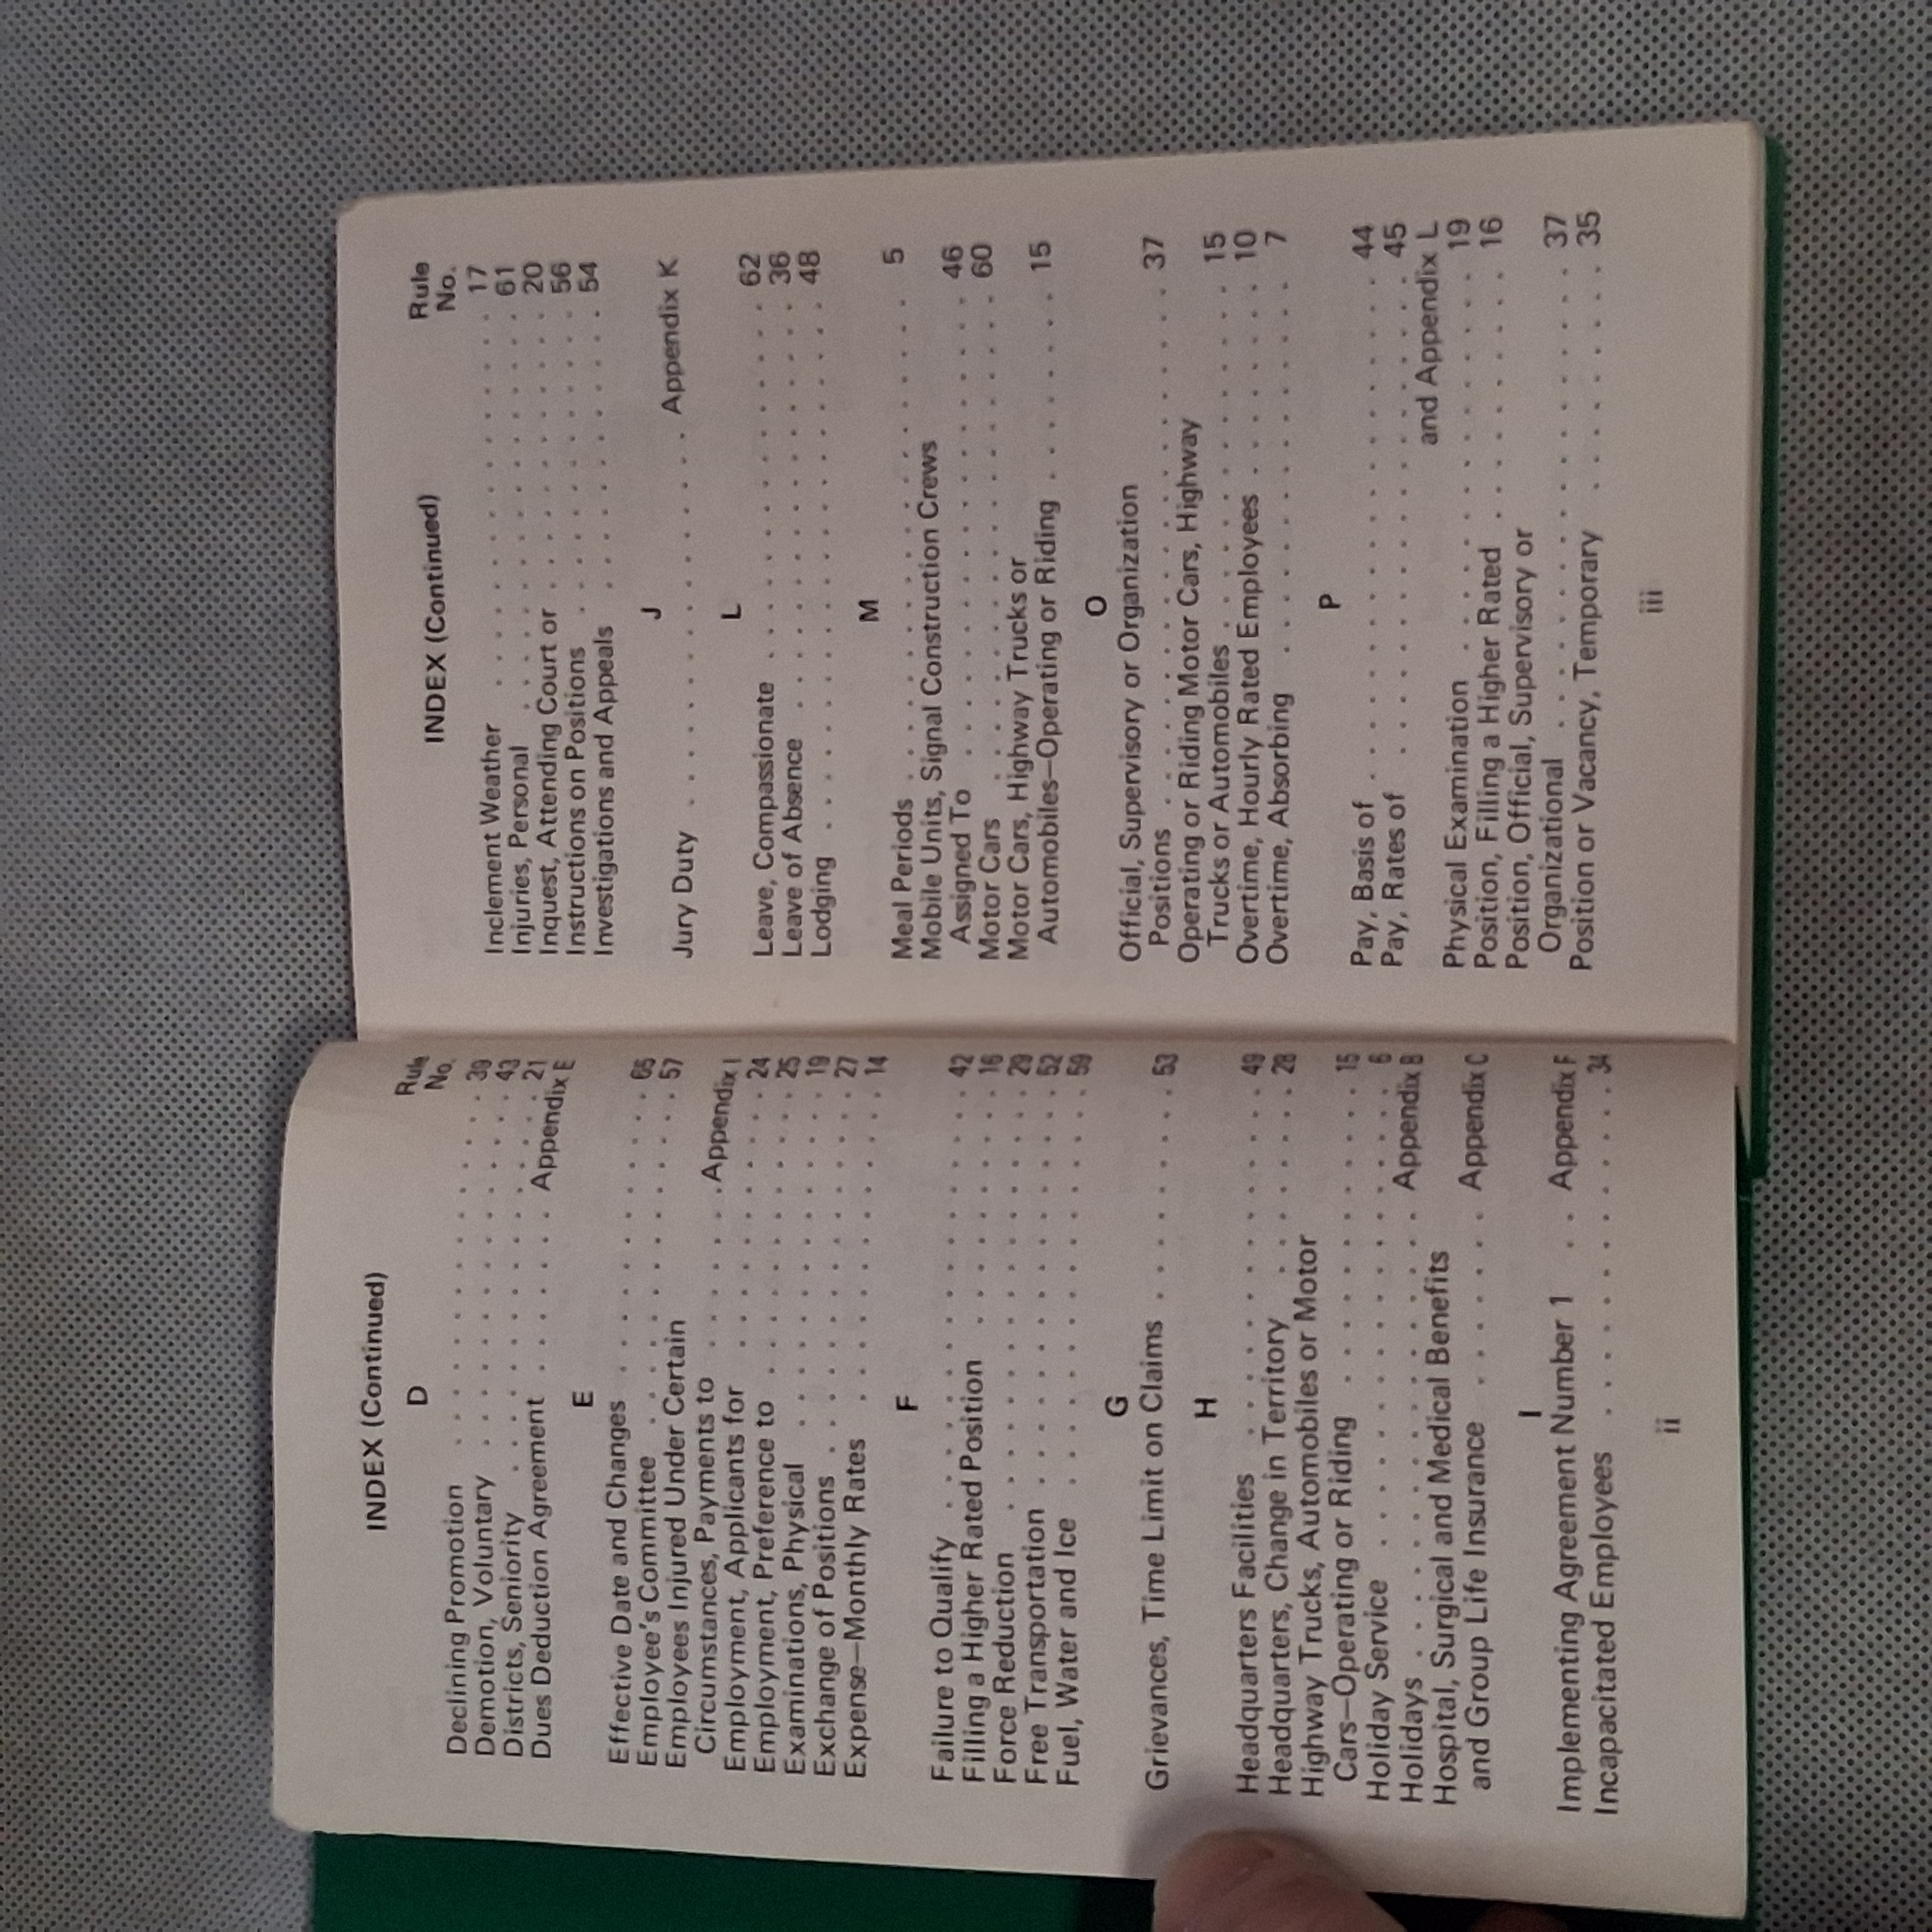 INDEX (Continued)
Rule
D No.
Declining Promotion . . . . . . . . . . . . . . . 39
Demotion, Voluntary . . . . . . . . . . . . . . . 43
Districts, Seniority . . . . . . . . . . . . . . . 21
Dues Deduction Agreement . . . . . . . Appendix E
E
Effective Date and Changes . . . . . . . . . . . . 65
Employee's Committee . . . . . . . . . . . . . . . 57
Employees Injured Under Certain
Circumstances, Payments to . . . . . . Appendix I
Employment, Applicants for . . . . . . . . . . . . 24
Employment, Preference to . . . . . . . . . . . . 25
Examinations, Physical . . . . . . . . . . . . . . 19
Exchange of Positions . . . . . . . . . . . . . . 27
Expense—Monthly Rates . . . . . . . . . . . . . . 14
F
Failure to Qualify . . . . . . . . . . . . . . . . 42
Filling a Higher Rated Position . . . . . . . . . 16
Force Reduction . . . . . . . . . . . . . . . . . 29
Free Transportation . . . . . . . . . . . . . . . 52
Fuel, Water and Ice . . . . . . . . . . . . . . . 59
G
Grievances, Time Limit on Claims . . . . . . . . . 53
H
Headquarters Facilities . . . . . . . . . . . . . 49
Headquarters, Change in Territory . . . . . . . . 28
Highway Trucks, Automobiles or Motor
Cars—Operating or Riding . . . . . . . . . . . . 15
Holiday Service . . . . . . . . . . . . . . . . . 6
Holidays . . . . . . . . . . . . . . . Appendix B
Hospital, Surgical and Medical Benefits
and Group Life Insurance . . . . . . . Appendix C
I
Implementing Agreement Number 1 . . . Appendix F
Incapacitated Employees . . . . . . . . . . . . . 34
ii
INDEX (Continued)
Rule
No.
Inclement Weather . . . . . . . . . . . . . . . . 17
Injuries, Personal . . . . . . . . . . . . . . . . 61
Inquest, Attending Court or . . . . . . . . . . . 20
Instructions on Positions . . . . . . . . . . . . 56
Investigations and Appeals . . . . . . . . . . . . 54
J
Jury Duty . . . . . . . . . . . . . . Appendix K
L
Leave, Compassionate . . . . . . . . . . . . . . . 62
Leave of Absence . . . . . . . . . . . . . . . . . 36
Lodging . . . . . . . . . . . . . . . . . . . . . 48
M
Meal Periods . . . . . . . . . . . . . . . . . . . 5
Mobile Units, Signal Construction Crews
Assigned To . . . . . . . . . . . . . . . . . . . 46
Motor Cars . . . . . . . . . . . . . . . . . . . . 60
Motor Cars, Highway Trucks or
Automobiles—Operating or Riding . . . . . . . . . 15
O
Official, Supervisory or Organization
Positions . . . . . . . . . . . . . . . . . . . . 37
Operating or Riding Motor Cars, Highway
Trucks or Automobiles . . . . . . . . . . . . . . 15
Overtime, Hourly Rated Employees . . . . . . . . . 10
Overtime, Absorbing . . . . . . . . . . . . . . . 7
P
Pay, Basis of . . . . . . . . . . . . . . . . . . 44
Pay, Rates of . . . . . . . . . . . . . . . . . . 45
and Appendix L
Physical Examination . . . . . . . . . . . . . . . 19
Position, Filling a Higher Rated . . . . . . . . . 16
Position, Official, Supervisory or
Organizational . . . . . . . . . . . . . . . . . . 37
Position or Vacancy, Temporary . . . . . . . . . . 35
iii